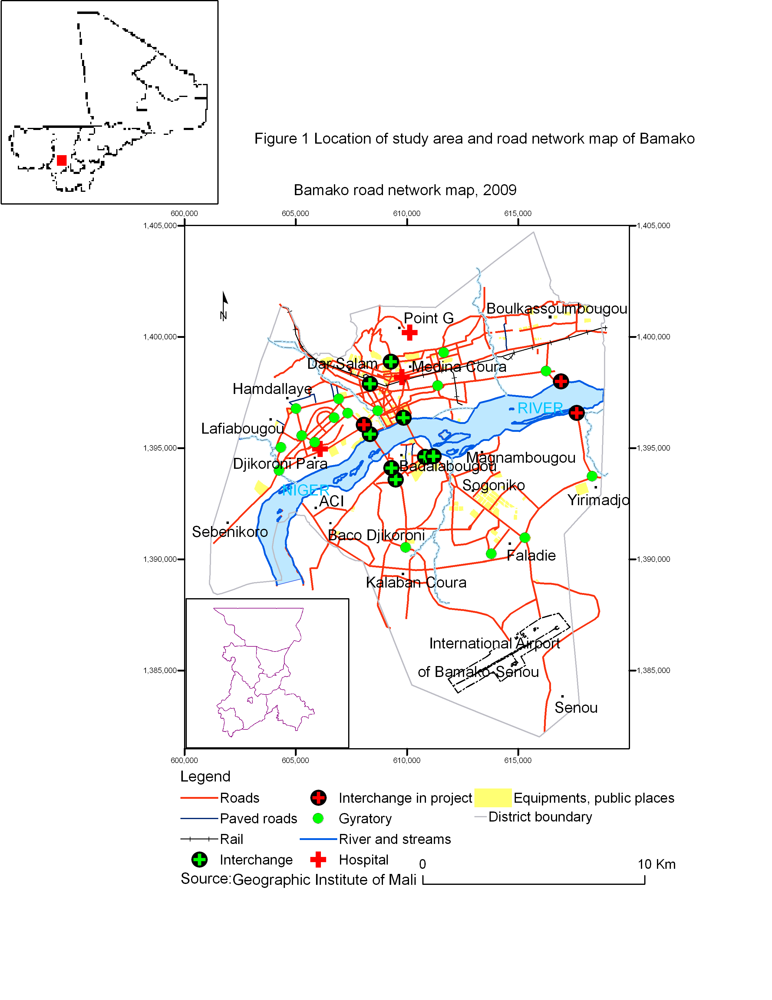 Figure 1 Location of study area and road network map of Bamako
Bamako road network map, 2009
600,000 605,000 610,000 615,000
1,405,000 1,405,000
Boulkassoumbougou
Point G
N
1,400,000 1,400,000
Dar Salam
Medina Coura
Hamdallaye
RIVER
Lafiabougou
1,395,000 1,395,000
Magnambougou
Djikoroni Para
Badalabougou
Sogoniko
NIGER
ACI
Yirimadjo
Sebenikoro
Baco Djikoroni
Faladie
1,390,000 1,390,000
Kalaban Coura
International Airport
of Bamako Senou
1,385,000 1,385,000
Senou
600,000 605,000 610,000 615,000
Legend
Roads Interchange in project Equipments, public places
Paved roads Gyratory District boundary
Rail River and streams
Interchange Hospital 0 10 Km
Source: Geographic Institute of Mali